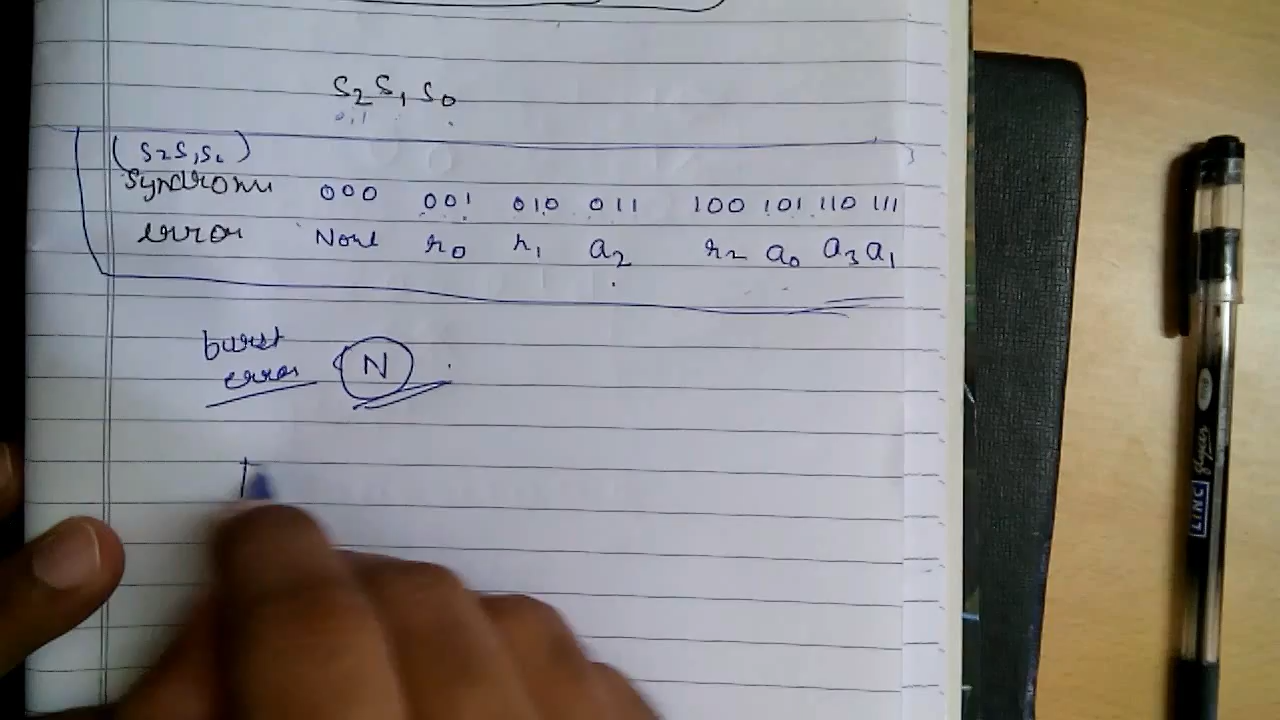 S₂ S₁ S₀
(S₂S₁S₀)
Syndrome 000 001 010 011 100 101 110 111
error None r₀ r₁ a₂ r₂ a₀ a₃ a₁
burst
error N
LINC glycer